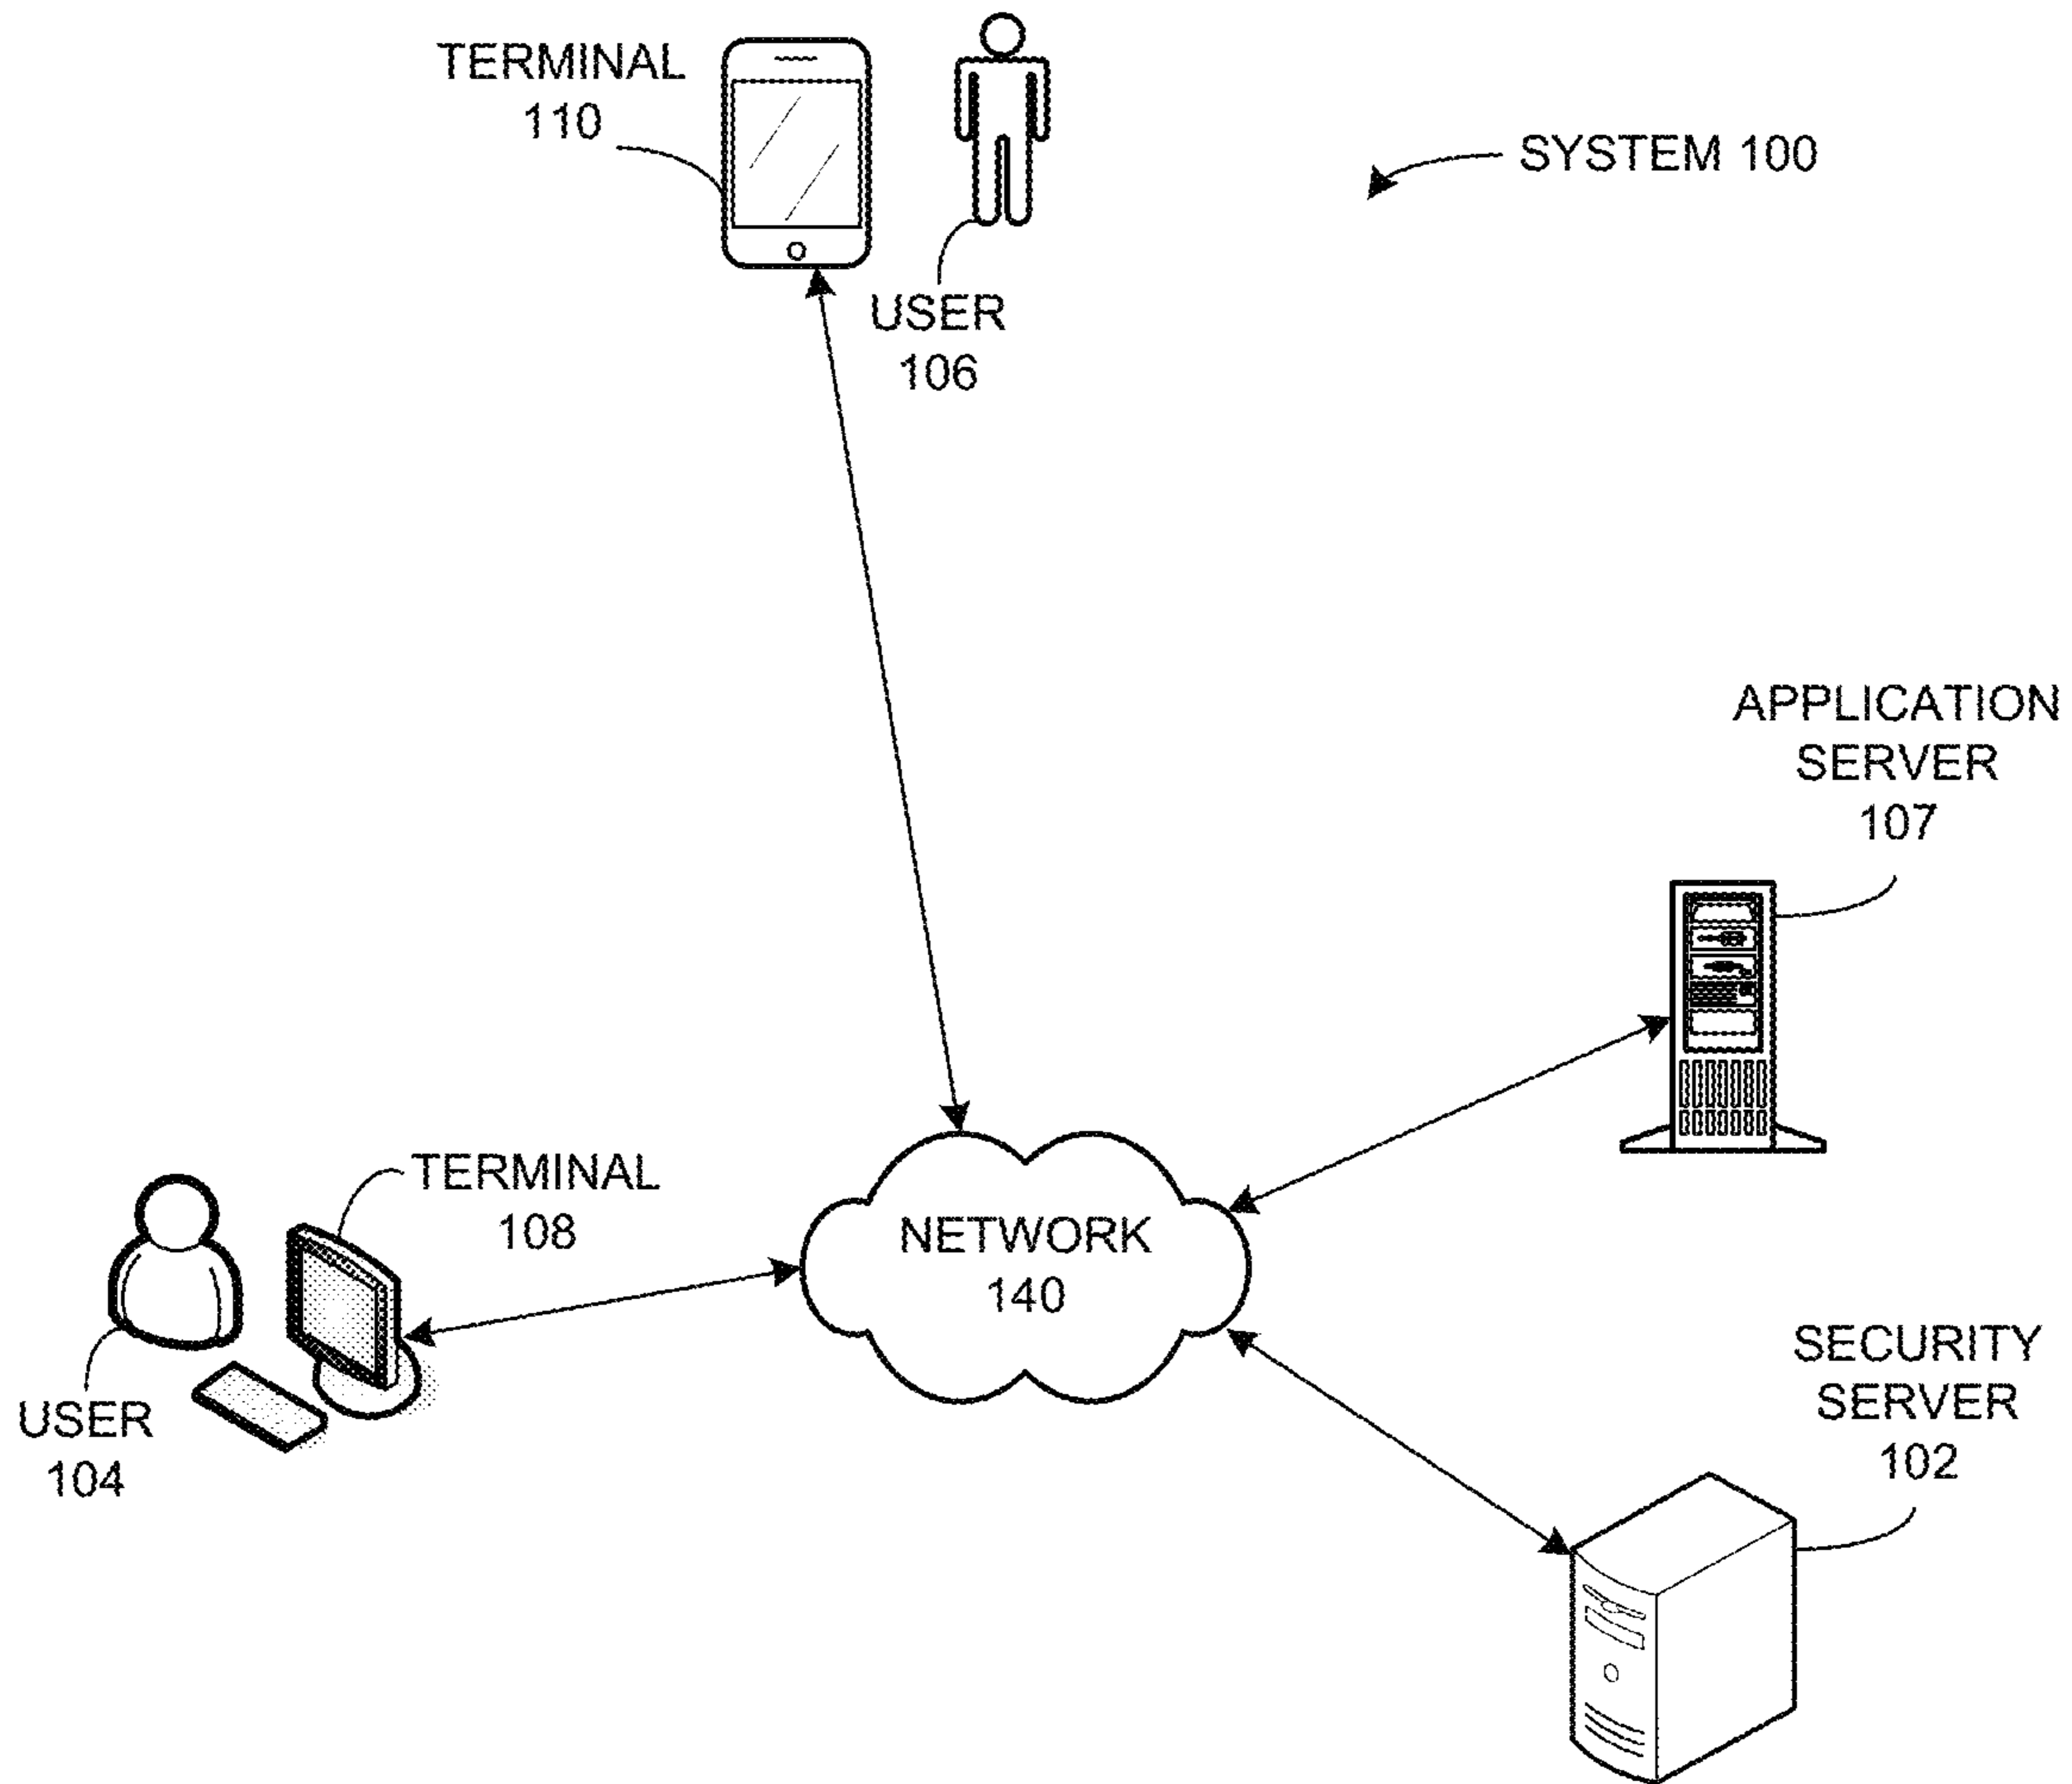 TERMINAL
110
USER
106
SYSTEM 100
APPLICATION
SERVER
107
TERMINAL
108
NETWORK
140
USER
104
SECURITY
SERVER
102